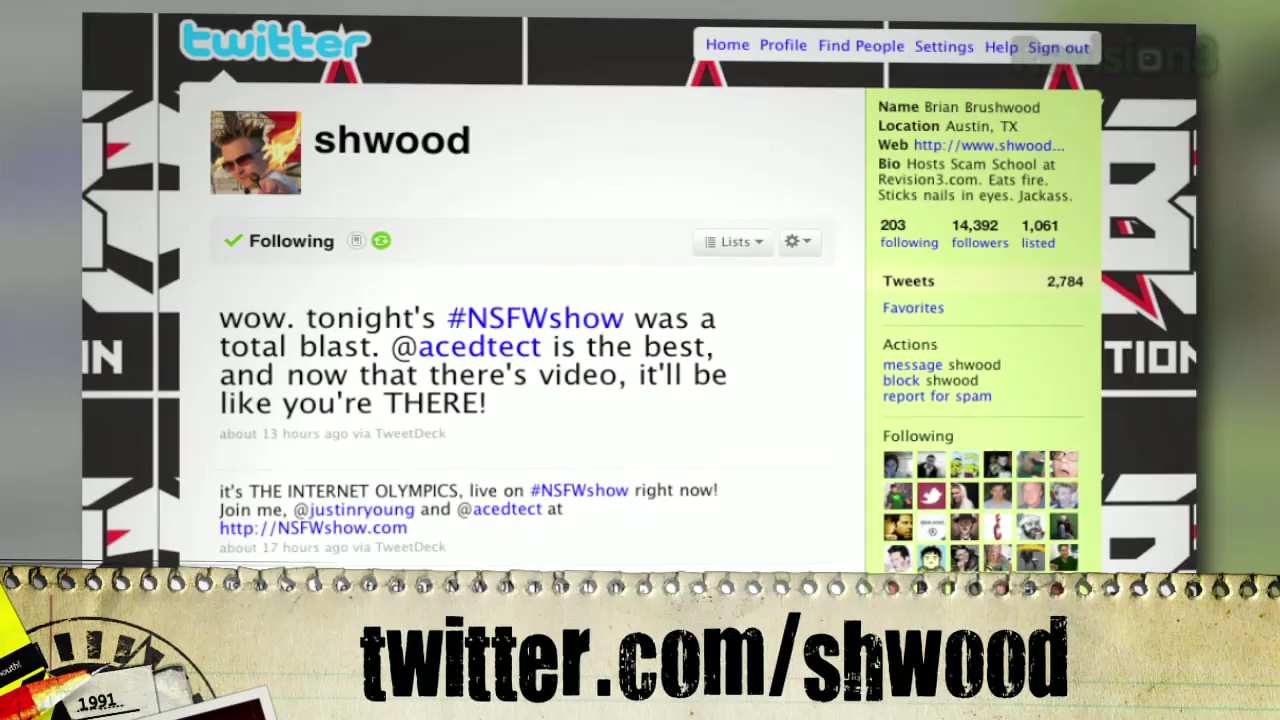 twitter
Home Profile Find People Settings Help Sign out
Revision3
shwood
Name Brian Brushwood
Location Austin, TX
Web http://www.shwood...
Bio Hosts Scam School at
Revision3.com. Eats fire.
Sticks nails in eyes. Jackass.
203 14,392 1,061
following followers listed
Following
Lists
Tweets 2,784
Favorites
wow. tonight's #NSFWshow was a
total blast. @acedtect is the best,
and now that there's video, it'll be
like you're THERE!
about 13 hours ago via TweetDeck
Actions
message shwood
block shwood
report for spam
Following
it's THE INTERNET OLYMPICS, live on #NSFWshow right now!
Join me, @justinryoung and @acedtect at
http://NSFWshow.com
about 17 hours ago via TweetDeck
IN
TION
twitter.com/shwood
1991